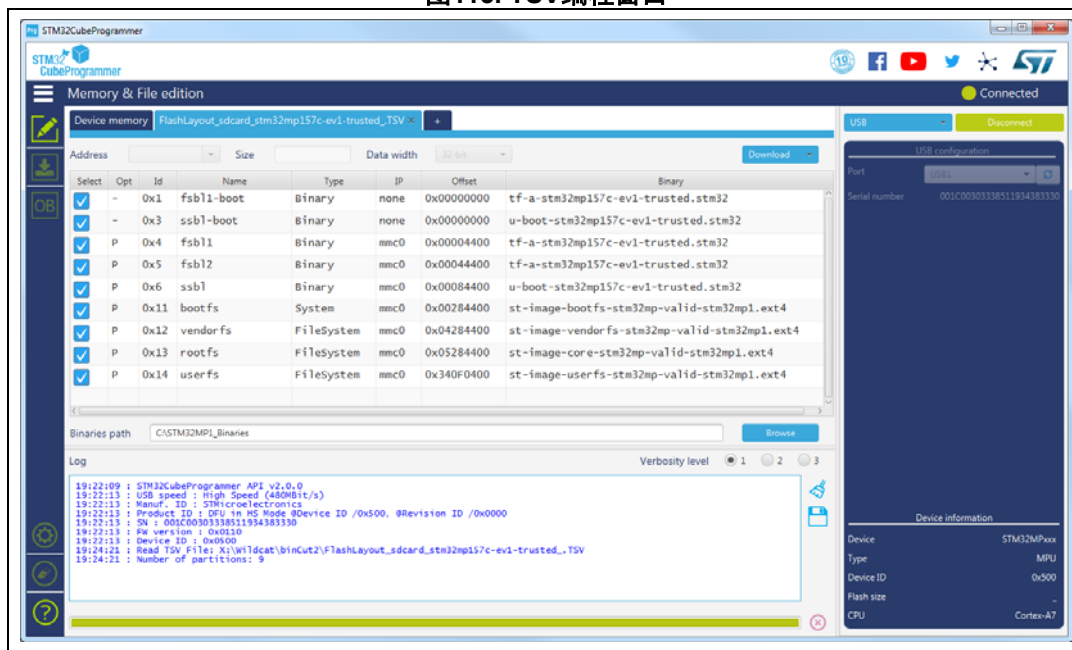 TSV编程窗口
STM32CubeProgrammer
STM32
CubeProgrammer
Memory & File edition
Connected
Device memory
FlashLayout_sdcard_stm32mp157c-ev1-trusted_.TSV ×
+
Address Size Data width 32-bit Download
Select Opt Id Name Type IP Offset Binary
- 0x1 fsbl1-boot Binary none 0x00000000 tf-a-stm32mp157c-ev1-trusted.stm32
- 0x3 ssbl-boot Binary none 0x00000000 u-boot-stm32mp157c-ev1-trusted.stm32
P 0x4 fsbl1 Binary mmc0 0x00004400 tf-a-stm32mp157c-ev1-trusted.stm32
P 0x5 fsbl2 Binary mmc0 0x00044400 tf-a-stm32mp157c-ev1-trusted.stm32
P 0x6 ssbl Binary mmc0 0x00084400 u-boot-stm32mp157c-ev1-trusted.stm32
P 0x11 bootfs System mmc0 0x00284400 st-image-bootfs-stm32mp-valid-stm32mp1.ext4
P 0x12 vendorfs FileSystem mmc0 0x04284400 st-image-vendorfs-stm32mp-valid-stm32mp1.ext4
P 0x13 rootfs FileSystem mmc0 0x05284400 st-image-core-stm32mp-valid-stm32mp1.ext4
P 0x14 userfs FileSystem mmc0 0x340F0400 st-image-userfs-stm32mp-valid-stm32mp1.ext4
Binaries path C:\STM32MP1_Binaries Browse
Log Verbosity level 1 2 3
19:22:09 : STM32CubeProgrammer API v2.0.0
19:22:13 : USB speed : High Speed (480MBit/s)
19:22:13 : Manuf. ID : STMicroelectronics
19:22:13 : Product ID : DFU in HS Mode @Device ID /0x500, @Revision ID /0x0000
19:22:13 : SN : 001C00303338511934383330
19:22:13 : FW version : 0x0110
19:22:13 : Device ID : 0x0500
19:24:21 : Read TSV File: X:\Wildcat\binCut2\FlashLayout_sdcard_stm32mp157c-ev1-trusted_.TSV
19:24:21 : Number of partitions: 9
OB
USB Disconnect
USB configuration
Port USB1
Serial number 001C00303338511934383330
Device information
Device STM32MPxxx
Type MPU
Device ID 0x500
Flash size -
CPU Cortex-A7